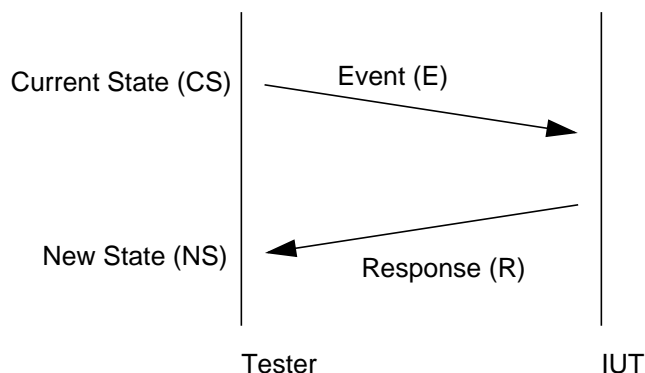 Current State (CS)
Event (E)
New State (NS)
Response (R)
Tester
IUT